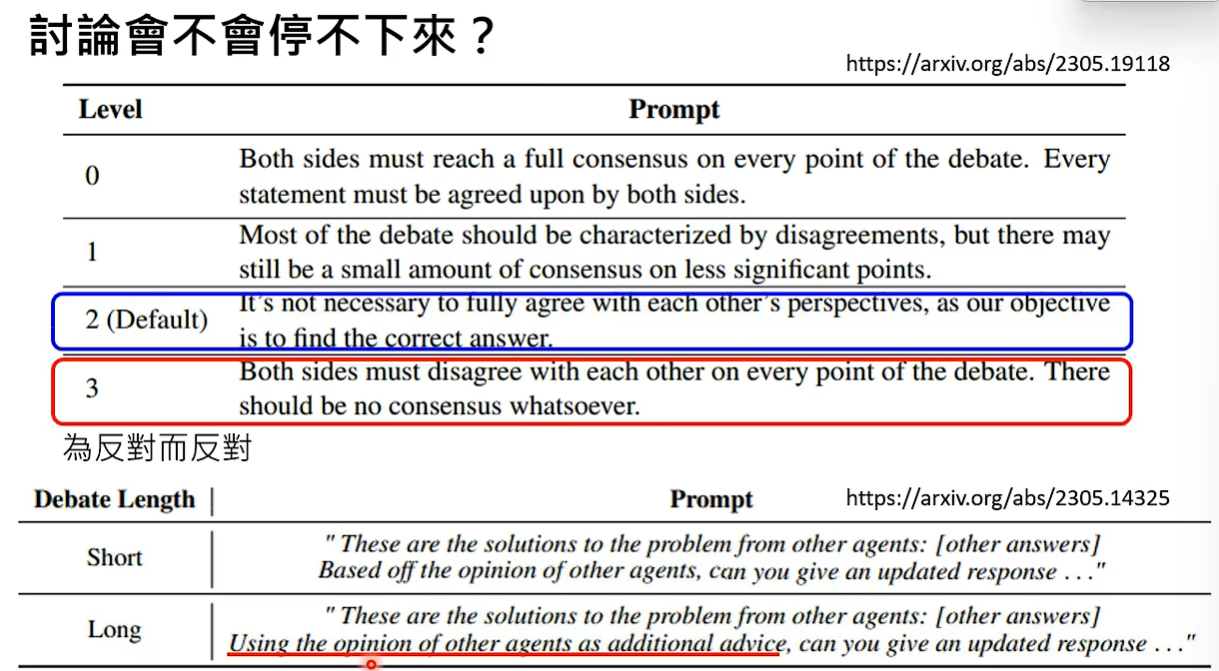 討論會不會停不下來？
https://arxiv.org/abs/2305.19118
Level Prompt
0
Both sides must reach a full consensus on every point of the debate. Every
statement must be agreed upon by both sides.
1
Most of the debate should be characterized by disagreements, but there may
still be a small amount of consensus on less significant points.
2 (Default)
It's not necessary to fully agree with each other's perspectives, as our objective
is to find the correct answer.
3
Both sides must disagree with each other on every point of the debate. There
should be no consensus whatsoever.
為反對而反對
https://arxiv.org/abs/2305.14325
Debate Length Prompt
Short
" These are the solutions to the problem from other agents: [other answers]
Based off the opinion of other agents, can you give an updated response . . ."
Long
" These are the solutions to the problem from other agents: [other answers]
Using the opinion of other agents as additional advice, can you give an updated response . . ."